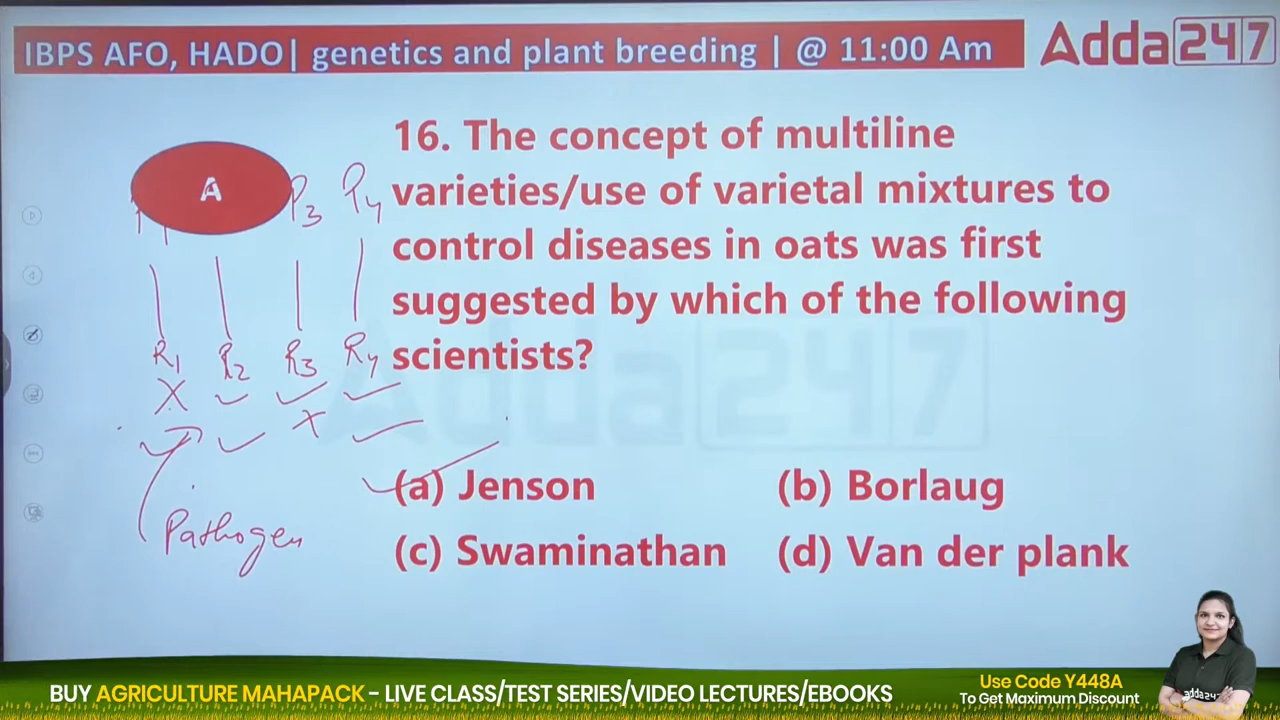 IBPS AFO, HADO| genetics and plant breeding | @ 11:00 Am
Adda247
16. The concept of multiline
varieties/use of varietal mixtures to
control diseases in oats was first
suggested by which of the following
scientists?
A
P3 P4
R1 R2 R3 R4
(a) Jenson
(b) Borlaug
(c) Swaminathan
(d) Van der plank
Pathogen
Adda247
adda247
BUY AGRICULTURE MAHAPACK – LIVE CLASS/TEST SERIES/VIDEO LECTURES/EBOOKS
Use Code Y448A
To Get Maximum Discount